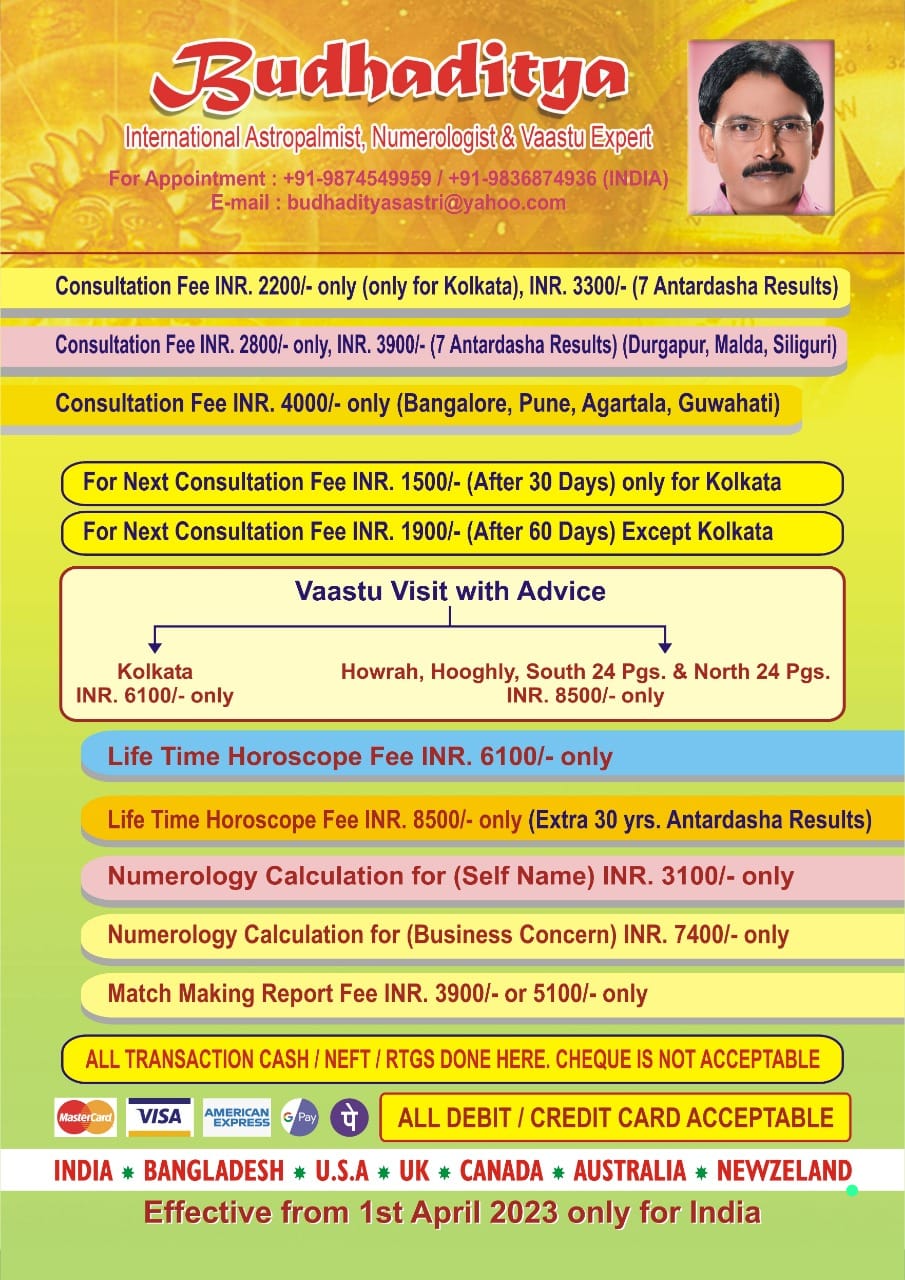 Budhaditya
International Astropalmist, Numerologist & Vaastu Expert
For Appointment : +91-9874549959 / +91-9836874936 (INDIA)
E-mail : budhadityasastri@yahoo.com
Consultation Fee INR. 2200/- only (only for Kolkata), INR. 3300/- (7 Antardasha Results)
Consultation Fee INR. 2800/- only, INR. 3900/- (7 Antardasha Results) (Durgapur, Malda, Siliguri)
Consultation Fee INR. 4000/- only (Bangalore, Pune, Agartala, Guwahati)
For Next Consultation Fee INR. 1500/- (After 30 Days) only for Kolkata
For Next Consultation Fee INR. 1900/- (After 60 Days) Except Kolkata
Vaastu Visit with Advice
Kolkata
INR. 6100/- only
Howrah, Hooghly, South 24 Pgs. & North 24 Pgs.
INR. 8500/- only
Life Time Horoscope Fee INR. 6100/- only
Life Time Horoscope Fee INR. 8500/- only (Extra 30 yrs. Antardasha Results)
Numerology Calculation for (Self Name) INR. 3100/- only
Numerology Calculation for (Business Concern) INR. 7400/- only
Match Making Report Fee INR. 3900/- or 5100/- only
ALL TRANSACTION CASH / NEFT / RTGS DONE HERE. CHEQUE IS NOT ACCEPTABLE
MasterCard VISA AMERICAN EXPRESS G Pay पे ALL DEBIT / CREDIT CARD ACCEPTABLE
INDIA * BANGLADESH * U.S.A * UK * CANADA * AUSTRALIA * NEWZELAND
Effective from 1st April 2023 only for India